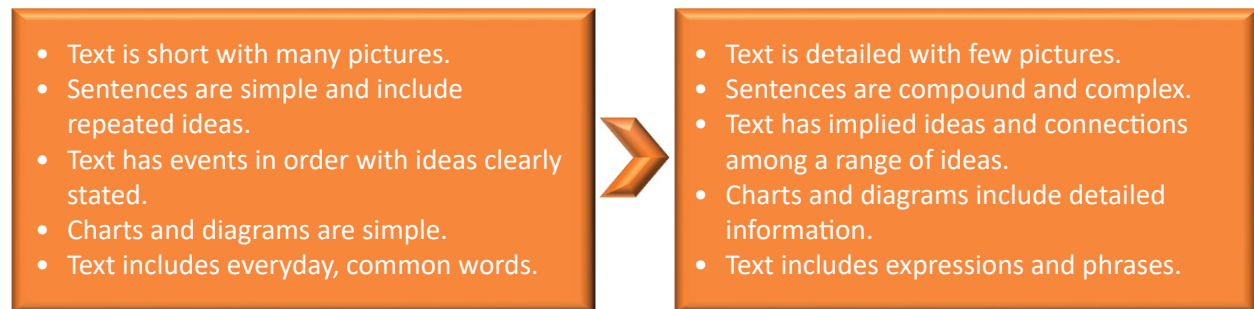 • Text is short with many pictures.
• Sentences are simple and include
repeated ideas.
• Text has events in order with ideas clearly
stated.
• Charts and diagrams are simple.
• Text includes everyday, common words.
• Text is detailed with few pictures.
• Sentences are compound and complex.
• Text has implied ideas and connections
among a range of ideas.
• Charts and diagrams include detailed
information.
• Text includes expressions and phrases.